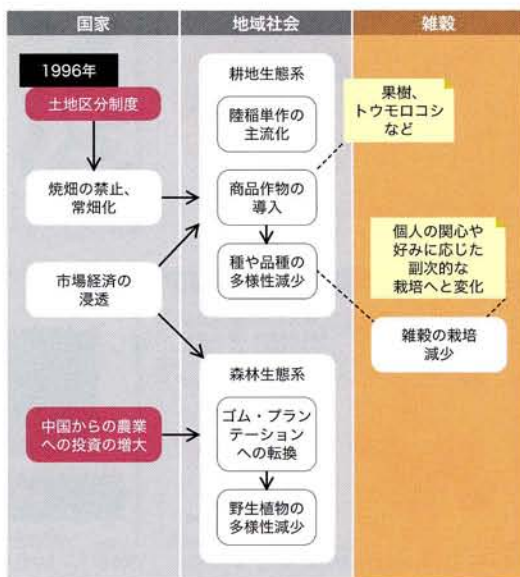 国家
地域社会
雑穀
1996年
土地区分制度
焼畑の禁止、
常畑化
市場経済の
浸透
中国からの農業
への投資の増大
耕地生態系
陸稲単作の
主流化
商品作物の
導入
種や品種の
多様性減少
森林生態系
ゴム・プラン
テーション
への転換
野生植物の
多様性減少
果樹、
トウモロコシ
など
個人の関心や
好みに応じた
副次的な
栽培へと変化
雑穀の栽培
減少